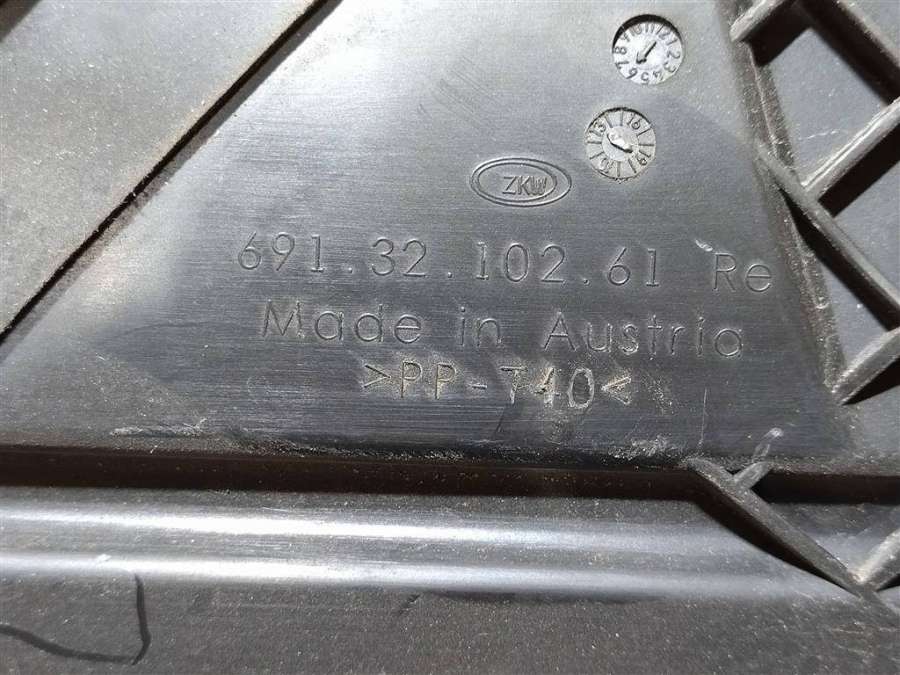 ZKW
691.32.102.61 Re
Made in Austria
>PP-T40<